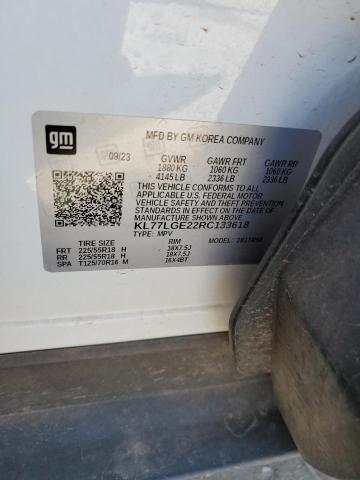 gm
MFD BY GM KOREA COMPANY
09/23 GVWR GAWR FRT GAWR RR
1880 KG 1060 KG 1060 KG
4145 LB 2336 LB 2336 LB
THIS VEHICLE CONFORMS TO ALL
APPLICABLE U.S. FEDERAL MOTOR
VEHICLE SAFETY, BUMPER, AND
THEFT PREVENTION STANDARDS
IN EFFECT ON THE DATE OF
MANUFACTURE SHOWN ABOVE.
KL77LGE22RC133618
TYPE: MPV MODEL:
TIRE SIZE RIM
FRT 225/55R18 H 18X7.5J
RR 225/55R18 H 18X7.5J
SPA T125/70R16 M 16X4BT